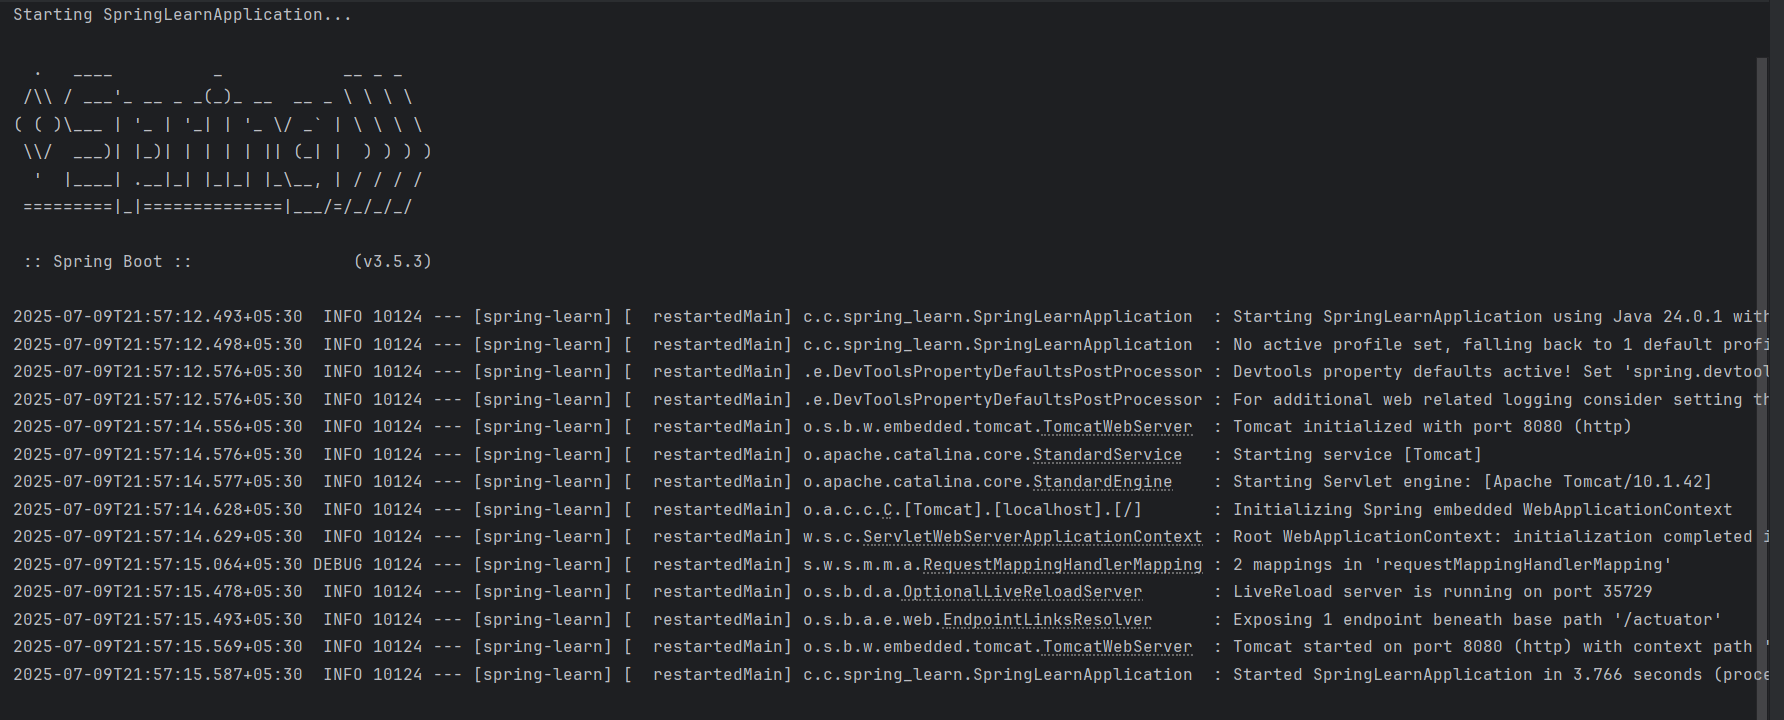 Starting SpringLearnApplication...
  .   ____          _            __ _ _
 /\\ / ___'_ __ _ _(_)_ __  __ _ \ \ \ \
( ( )\___ | '_ | '_| | '_ \/ _` | \ \ \ \
 \\/  ___)| |_)| | | | | || (_| |  ) ) ) )
  '  |____| .__|_| |_|_| |_\__, | / / / /
 =========|_|==============|___/=/_/_/_/
 :: Spring Boot ::                (v3.5.3)
2025-07-09T21:57:12.493+05:30  INFO 10124 --- [spring-learn] [  restartedMain] c.c.spring_learn.SpringLearnApplication  : Starting SpringLearnApplication using Java 24.0.1 with
2025-07-09T21:57:12.498+05:30  INFO 10124 --- [spring-learn] [  restartedMain] c.c.spring_learn.SpringLearnApplication  : No active profile set, falling back to 1 default profi
2025-07-09T21:57:12.576+05:30  INFO 10124 --- [spring-learn] [  restartedMain] .e.DevToolsPropertyDefaultsPostProcessor : Devtools property defaults active! Set 'spring.devtool
2025-07-09T21:57:12.576+05:30  INFO 10124 --- [spring-learn] [  restartedMain] .e.DevToolsPropertyDefaultsPostProcessor : For additional web related logging consider setting th
2025-07-09T21:57:14.556+05:30  INFO 10124 --- [spring-learn] [  restartedMain] o.s.b.w.embedded.tomcat.TomcatWebServer  : Tomcat initialized with port 8080 (http)
2025-07-09T21:57:14.576+05:30  INFO 10124 --- [spring-learn] [  restartedMain] o.apache.catalina.core.StandardService   : Starting service [Tomcat]
2025-07-09T21:57:14.577+05:30  INFO 10124 --- [spring-learn] [  restartedMain] o.apache.catalina.core.StandardEngine    : Starting Servlet engine: [Apache Tomcat/10.1.42]
2025-07-09T21:57:14.628+05:30  INFO 10124 --- [spring-learn] [  restartedMain] o.a.c.c.C.[Tomcat].[localhost].[/]       : Initializing Spring embedded WebApplicationContext
2025-07-09T21:57:14.629+05:30  INFO 10124 --- [spring-learn] [  restartedMain] w.s.c.ServletWebServerApplicationContext : Root WebApplicationContext: initialization completed i
2025-07-09T21:57:15.064+05:30 DEBUG 10124 --- [spring-learn] [  restartedMain] s.w.s.m.m.a.RequestMappingHandlerMapping : 2 mappings in 'requestMappingHandlerMapping'
2025-07-09T21:57:15.478+05:30  INFO 10124 --- [spring-learn] [  restartedMain] o.s.b.d.a.OptionalLiveReloadServer       : LiveReload server is running on port 35729
2025-07-09T21:57:15.493+05:30  INFO 10124 --- [spring-learn] [  restartedMain] o.s.b.a.e.web.EndpointLinksResolver      : Exposing 1 endpoint beneath base path '/actuator'
2025-07-09T21:57:15.569+05:30  INFO 10124 --- [spring-learn] [  restartedMain] o.s.b.w.embedded.tomcat.TomcatWebServer  : Tomcat started on port 8080 (http) with context path '
2025-07-09T21:57:15.587+05:30  INFO 10124 --- [spring-learn] [  restartedMain] c.c.spring_learn.SpringLearnApplication  : Started SpringLearnApplication in 3.766 seconds (proce